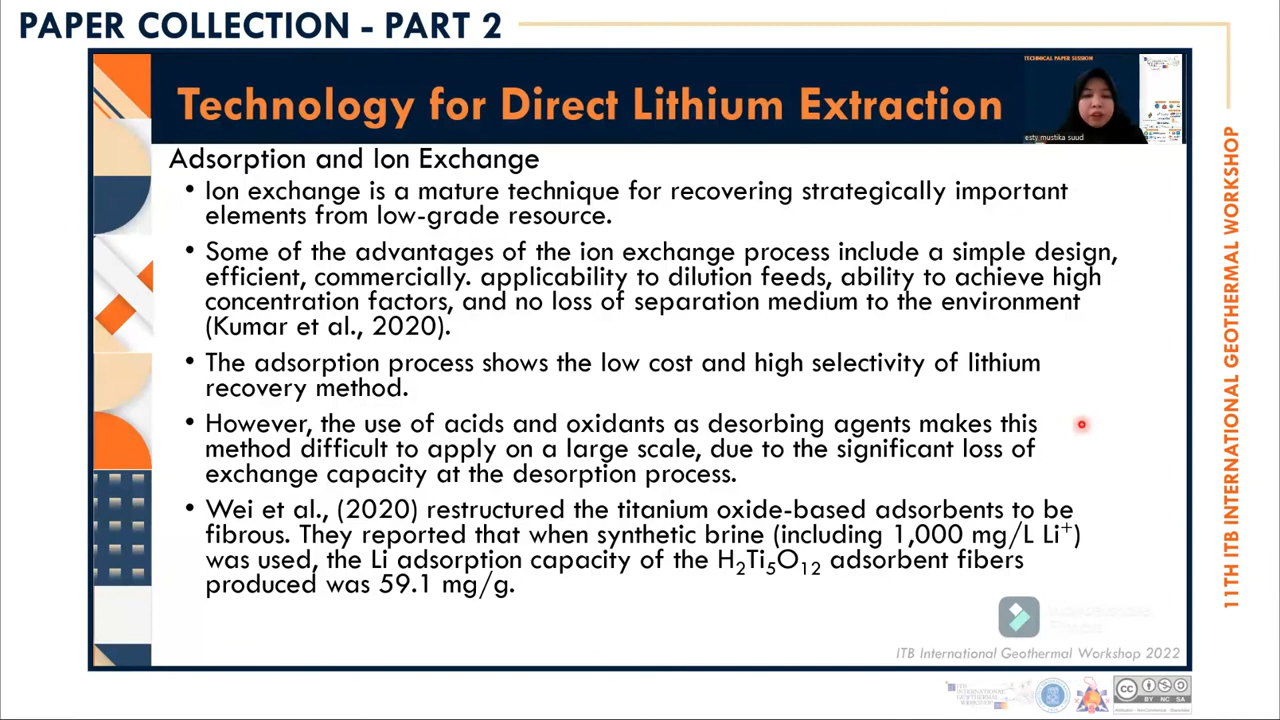 PAPER COLLECTION - PART 2
TECHNICAL PAPER SESSION
Technology for Direct Lithium Extraction
esty mustika suud
Adsorption and Ion Exchange
• Ion exchange is a mature technique for recovering strategically important
elements from low-grade resource.
• Some of the advantages of the ion exchange process include a simple design,
efficient, commercially. applicability to dilution feeds, ability to achieve high
concentration factors, and no loss of separation medium to the environment
(Kumar et al., 2020).
• The adsorption process shows the low cost and high selectivity of lithium
recovery method.
• However, the use of acids and oxidants as desorbing agents makes this
method difficult to apply on a large scale, due to the significant loss of
exchange capacity at the desorption process.
• Wei et al., (2020) restructured the titanium oxide-based adsorbents to be
fibrous. They reported that when synthetic brine (including 1,000 mg/L Li⁺)
was used, the Li adsorption capacity of the H₂Ti₅O₁₂ adsorbent fibers
produced was 59.1 mg/g.
ITB International Geothermal Workshop 2022
11TH ITB INTERNATIONAL GEOTHERMAL WORKSHOP
ITB
INTERNATIONAL
GEOTHERMAL
WORKSHOP
CC
BY NC SA